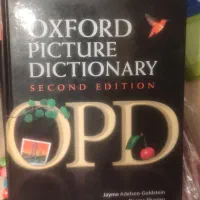 OXFORD
PICTURE
DICTIONARY
SECOND EDITION
OPD
Jayme Adelson-Goldstein